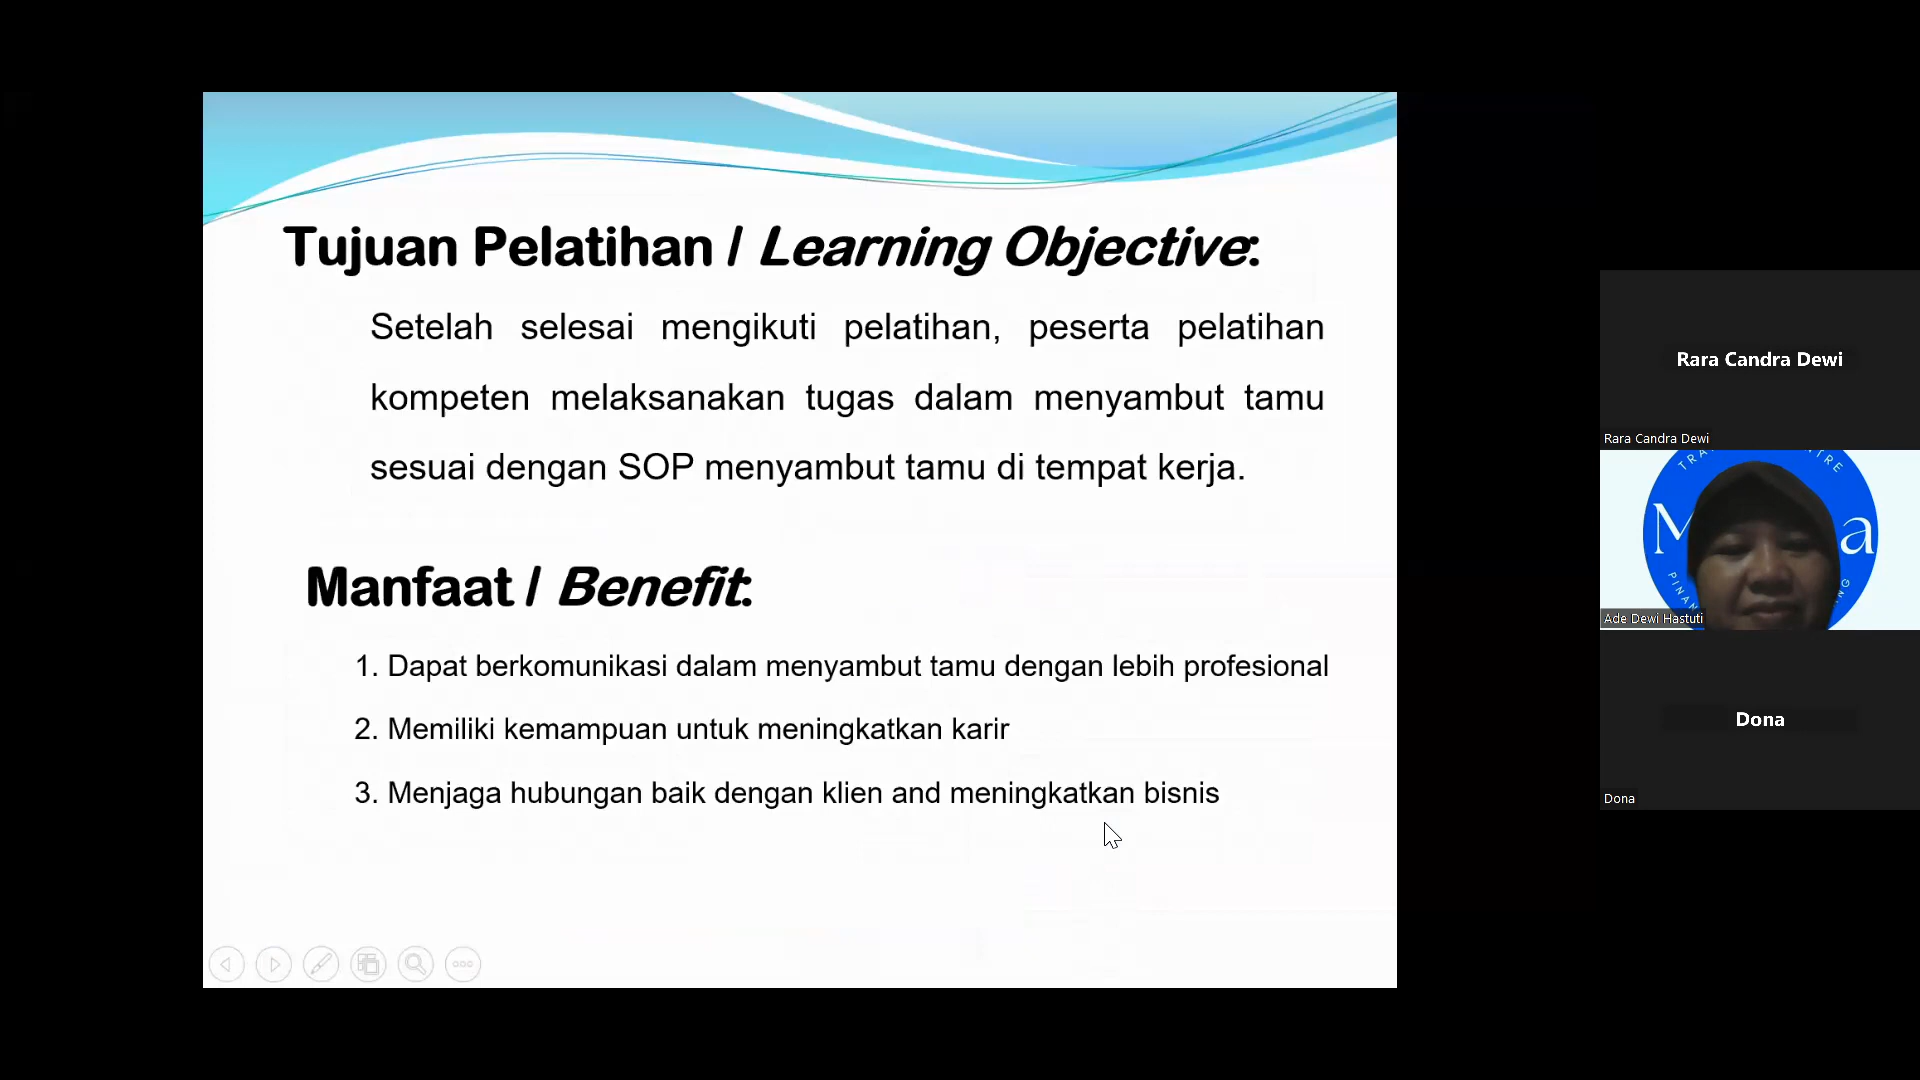 Tujuan Pelatihan / Learning Objective:
Setelah selesai mengikuti pelatihan, peserta pelatihan
kompeten melaksanakan tugas dalam menyambut tamu
sesuai dengan SOP menyambut tamu di tempat kerja.
Manfaat / Benefit:
1. Dapat berkomunikasi dalam menyambut tamu dengan lebih profesional
2. Memiliki kemampuan untuk meningkatkan karir
3. Menjaga hubungan baik dengan klien and meningkatkan bisnis
Rara Candra Dewi
Rara Candra Dewi
Ade Dewi Hastuti
Dona
Dona